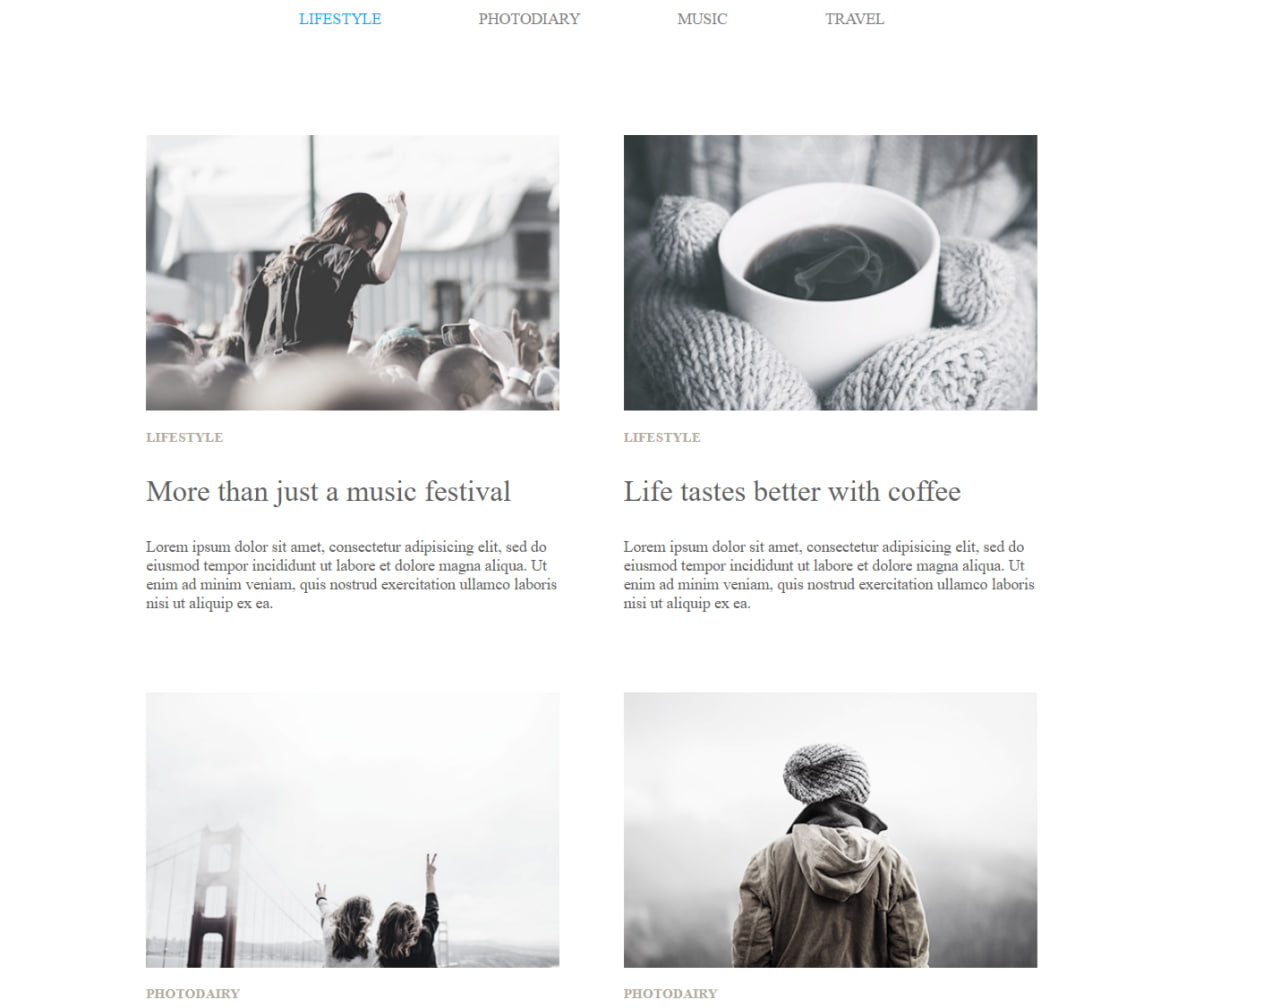 LIFESTYLE PHOTODIARY MUSIC TRAVEL
LIFESTYLE
More than just a music festival
Lorem ipsum dolor sit amet, consectetur adipisicing elit, sed do
eiusmod tempor incididunt ut labore et dolore magna aliqua. Ut
enim ad minim veniam, quis nostrud exercitation ullamco laboris
nisi ut aliquip ex ea.
LIFESTYLE
Life tastes better with coffee
Lorem ipsum dolor sit amet, consectetur adipisicing elit, sed do
eiusmod tempor incididunt ut labore et dolore magna aliqua. Ut
enim ad minim veniam, quis nostrud exercitation ullamco laboris
nisi ut aliquip ex ea.
PHOTODAIRY
PHOTODAIRY